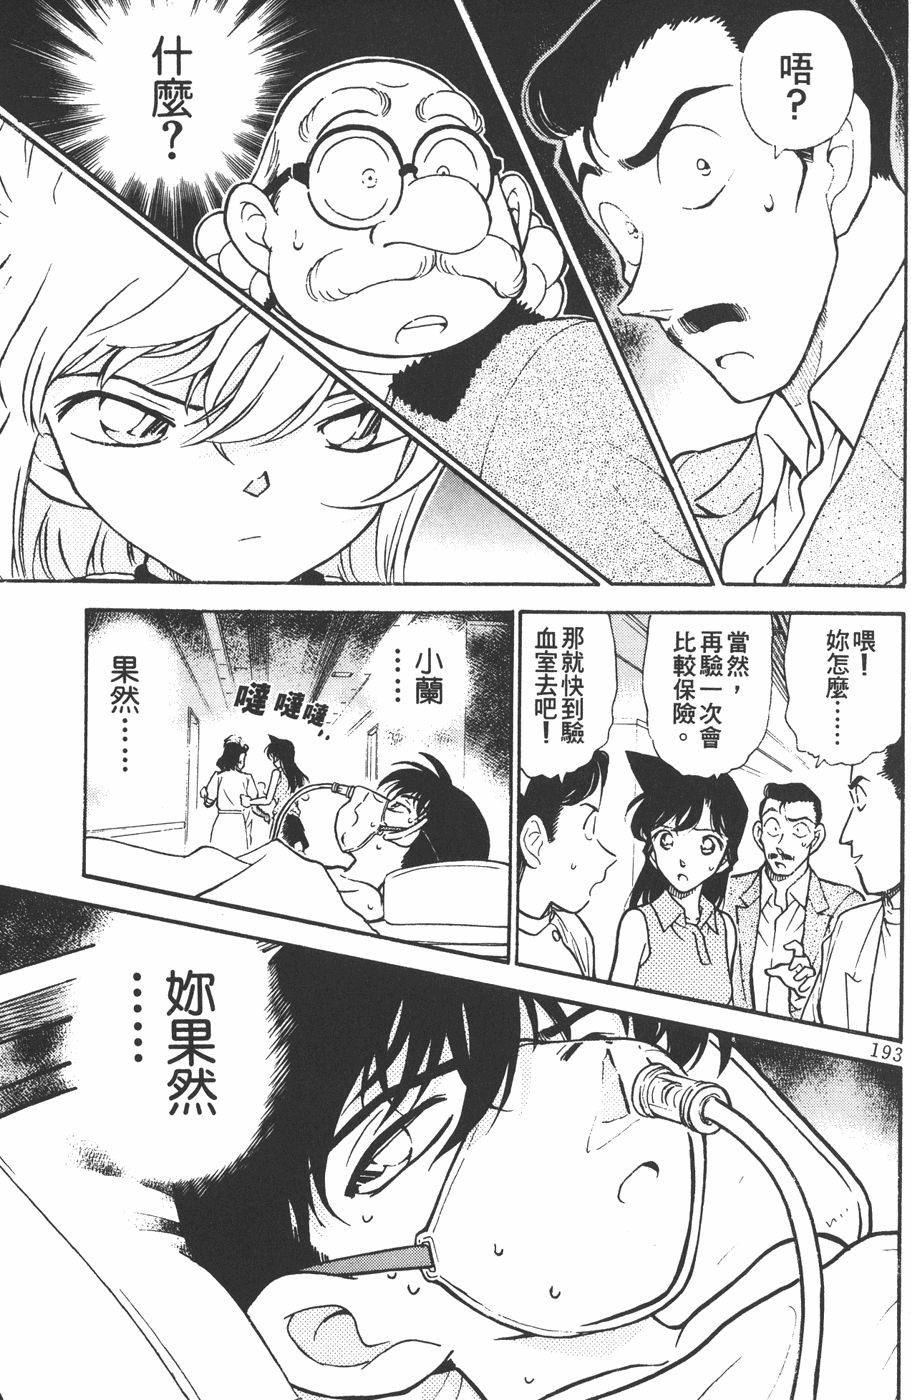 唔？
什麼？
喂！
妳怎麼……
當然，
再驗一次會
比較保險。
那就快到驗
血室去吧！
小蘭
……
噠噠噠
果然……
妳果然
……
193